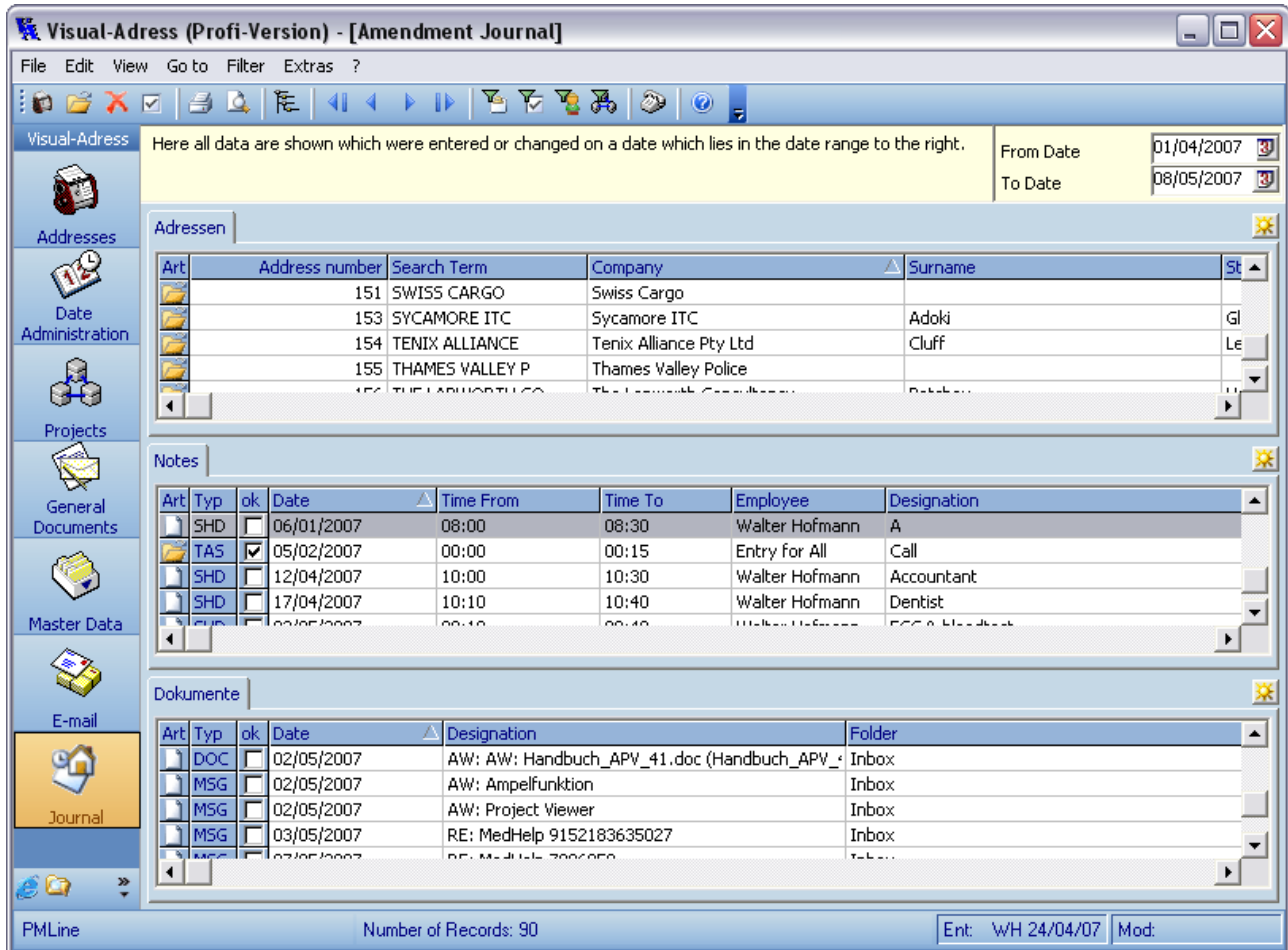 Visual-Adress (Profi-Version) - [Amendment Journal]
File Edit View Go to Filter Extras ?
Visual-Adress
Here all data are shown which were entered or changed on a date which lies in the date range to the right.
From Date 01/04/2007
To Date 08/05/2007
Addresses
Date
Administration
Projects
General
Documents
Master Data
E-mail
Journal
Adressen
Art Address number Search Term Company Surname St
151 SWISS CARGO Swiss Cargo
153 SYCAMORE ITC Sycamore ITC Adoki Gl
154 TENIX ALLIANCE Tenix Alliance Pty Ltd Cluff Le
155 THAMES VALLEY P Thames Valley Police
Notes
Art Typ ok Date Time From Time To Employee Designation
SHD 06/01/2007 08:00 08:30 Walter Hofmann A
TAS 05/02/2007 00:00 00:15 Entry for All Call
SHD 12/04/2007 10:00 10:30 Walter Hofmann Accountant
SHD 17/04/2007 10:10 10:40 Walter Hofmann Dentist
Dokumente
Art Typ ok Date Designation Folder
DOC 02/05/2007 AW: AW: Handbuch_APV_41.doc (Handbuch_APV_ Inbox
MSG 02/05/2007 AW: Ampelfunktion Inbox
MSG 02/05/2007 AW: Project Viewer Inbox
MSG 03/05/2007 RE: MedHelp 9152183635027 Inbox
PMLine Number of Records: 90 Ent: WH 24/04/07 Mod: